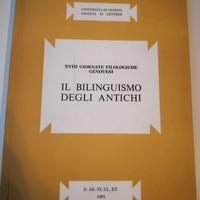 UNIVERSITÀ DI GENOVA
FACOLTÀ DI LETTERE
XVIII GIORNATE FILOLOGICHE
GENOVESI
IL BILINGUISMO
DEGLI ANTICHI
D. AR. FI. CL. ET.
1991